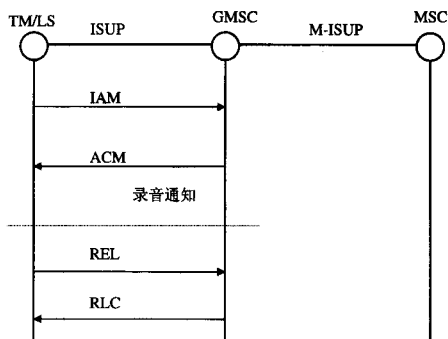 TM/LS ISUP GMSC M-ISUP MSC
IAM
ACM
录音通知
REL
RLC